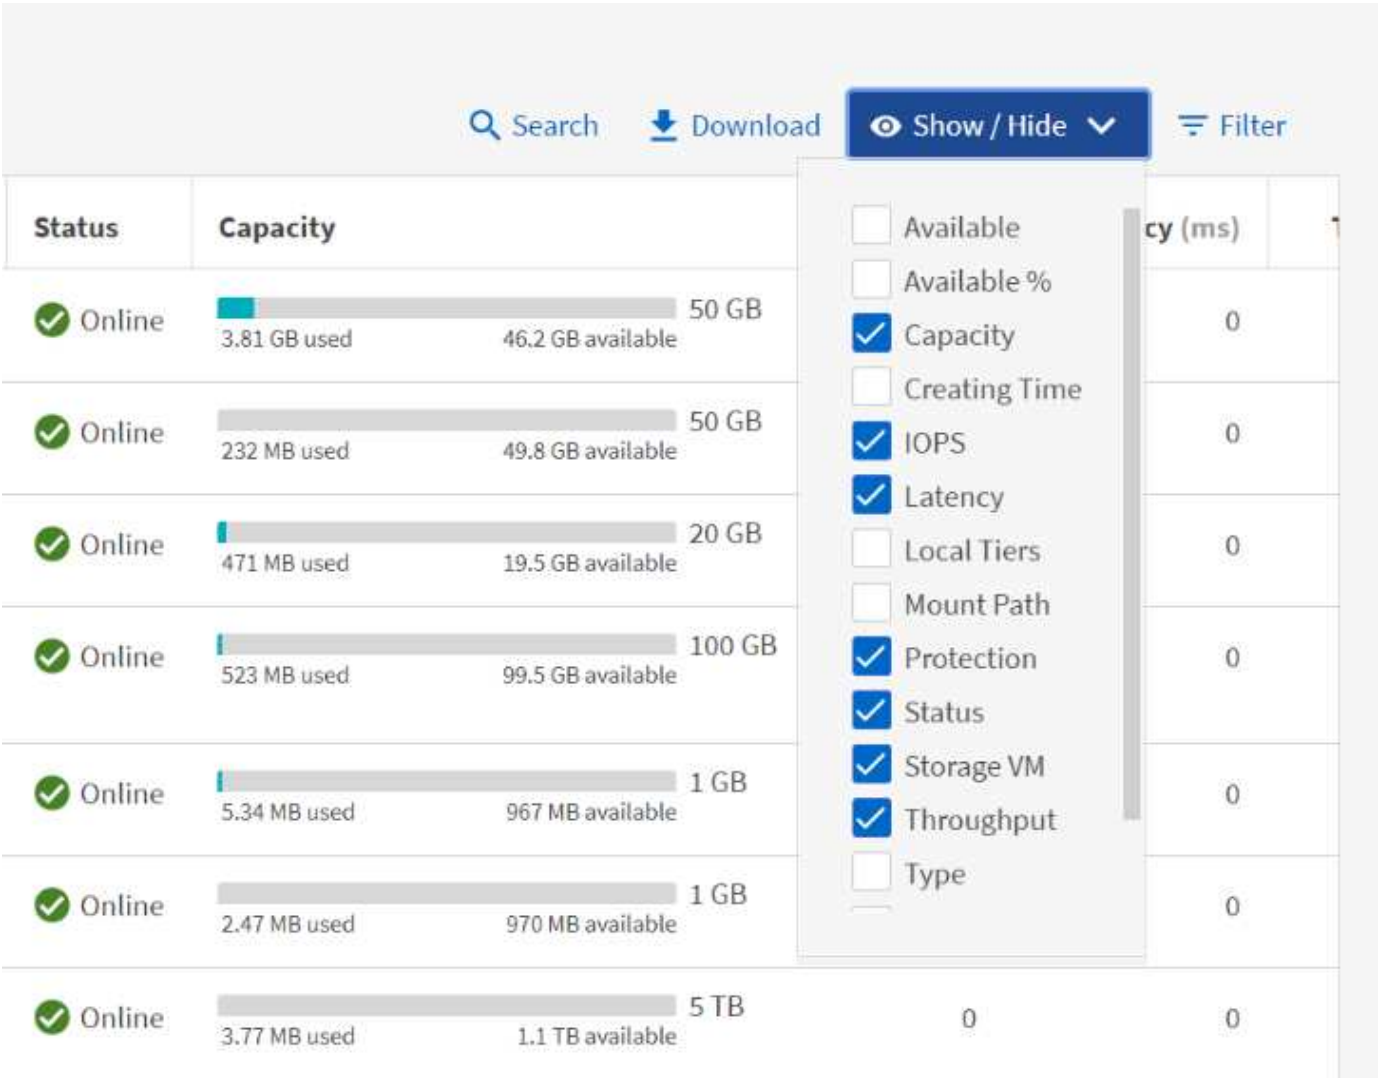 Search Download Show / Hide Filter
Status Capacity cy (ms)
Available
Available %
Capacity
Creating Time
IOPS
Latency
Local Tiers
Mount Path
Protection
Status
Storage VM
Throughput
Type
Online 50 GB 0
3.81 GB used 46.2 GB available
Online 50 GB 0
232 MB used 49.8 GB available
Online 20 GB 0
471 MB used 19.5 GB available
Online 100 GB 0
523 MB used 99.5 GB available
Online 1 GB 0
5.34 MB used 967 MB available
Online 1 GB 0
2.47 MB used 970 MB available
Online 5 TB 0 0
3.77 MB used 1.1 TB available